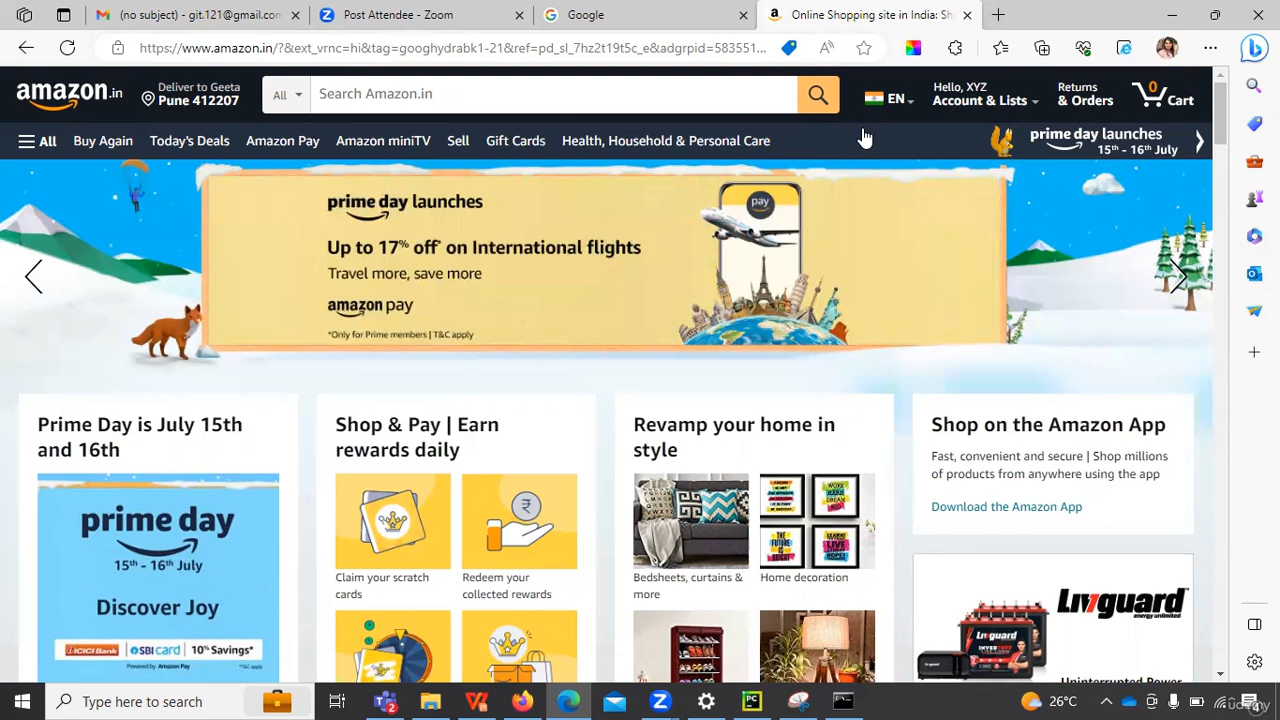 (no subject) - git.121@gmail.com
Post Attendee - Zoom
Google
Online Shopping site in India: Sh
https://www.amazon.in/?&ext_vrnc=hi&tag=googhydrabk1-21&ref=pd_sl_7hz2t19t5c_e&adgrpid=583551...
amazon.in
Deliver to Geeta
Pune 412207
All
Search Amazon.in
EN
Hello, XYZ
Account & Lists
Returns
& Orders
0
Cart
All
Buy Again
Today's Deals
Amazon Pay
Amazon miniTV
Sell
Gift Cards
Health, Household & Personal Care
prime day launches
15th - 16th July
prime day launches
Up to 17% off* on International flights
Travel more, save more
amazon pay
*Only for Prime members | T&C apply
pay
Prime Day is July 15th
and 16th
prime day
15th - 16th July
Discover Joy
ICICI Bank
SBI card
10% Savings*
Powered by Amazon Pay
*T&C apply
Shop & Pay | Earn
rewards daily
Claim your scratch
cards
Redeem your
collected rewards
Revamp your home in
style
Bedsheets, curtains &
more
Home decoration
Shop on the Amazon App
Fast, convenient and secure | Shop millions
of products from anywhere using the app
Download the Amazon App
Livguard
energy unlimited
Uninterrupted Power
Type here to search
26°C
Udemy